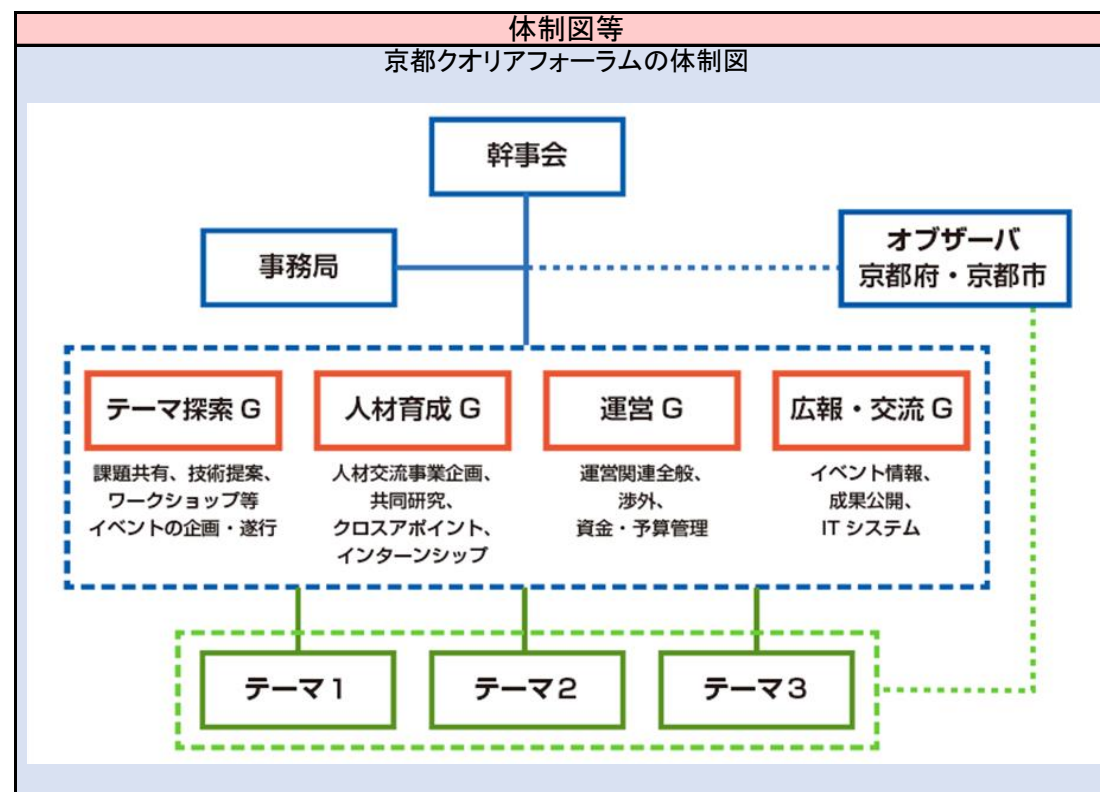 体制図等
京都クオリアフォーラムの体制図
幹事会
事務局
オブザーバ
京都府・京都市
テーマ探索 G
課題共有、技術提案、
ワークショップ等
イベントの企画・遂行
人材育成 G
人材交流事業企画、
共同研究、
クロスアポイント、
インターンシップ
運営 G
運営関連全般、
渉外、
資金・予算管理
広報・交流 G
イベント情報、
成果公開、
IT システム
テーマ1
テーマ2
テーマ3